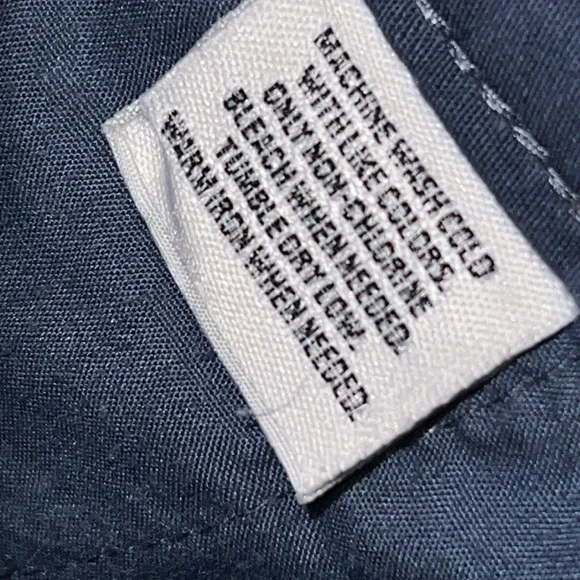 MACHINE WASH COLD
WITH LIKE COLORS.
ONLY NON-CHLORINE
BLEACH WHEN NEEDED.
TUMBLE DRY LOW.
WARM IRON WHEN NEEDED.